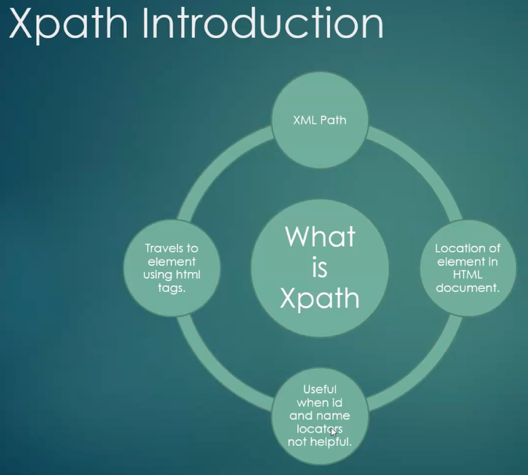 Xpath Introduction
XML Path
What
is
Xpath
Travels to
element
using html
tags.
Location of
element in
HTML
document.
Useful
when id
and name
locators
not helpful.